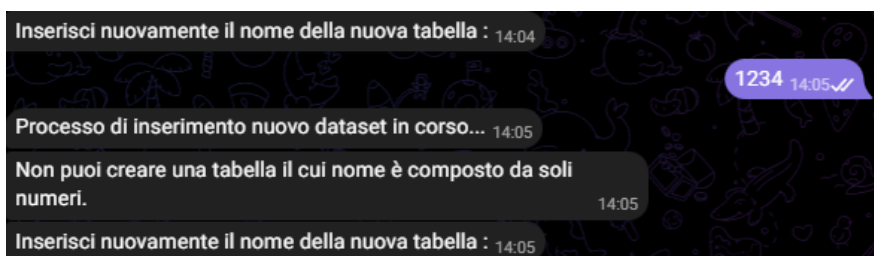 Inserisci nuovamente il nome della nuova tabella : 14:04
1234 14:05
Processo di inserimento nuovo dataset in corso... 14:05
Non puoi creare una tabella il cui nome è composto da soli
numeri. 14:05
Inserisci nuovamente il nome della nuova tabella : 14:05